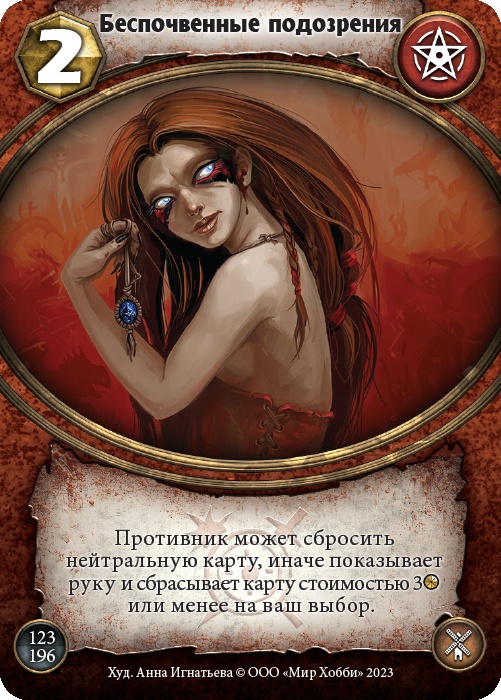 2
Беспочвенные подозрения
Противник может сбросить
нейтральную карту, иначе показывает
руку и сбрасывает карту стоимостью 3
или менее на ваш выбор.
123
196
Худ. Анна Игнатьева © ООО «Мир Хобби» 2023